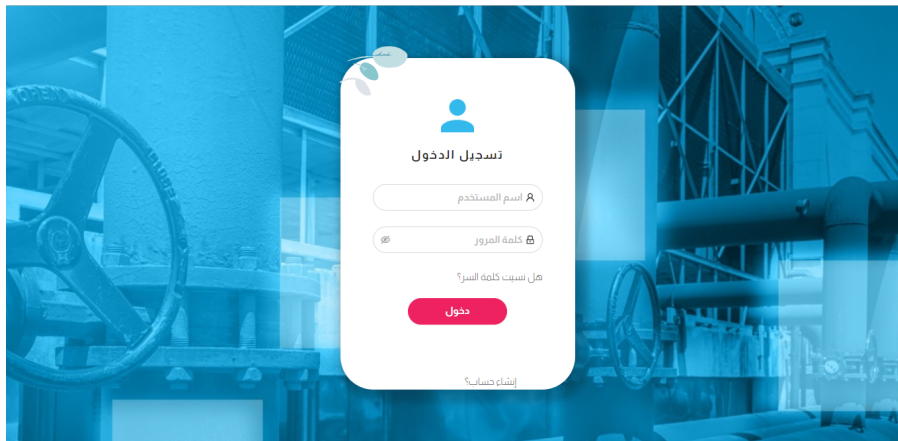 تسجيل الدخول
اسم المستخدم
كلمة المرور
هل نسيت كلمة السر؟
دخول
إنشاء حساب؟